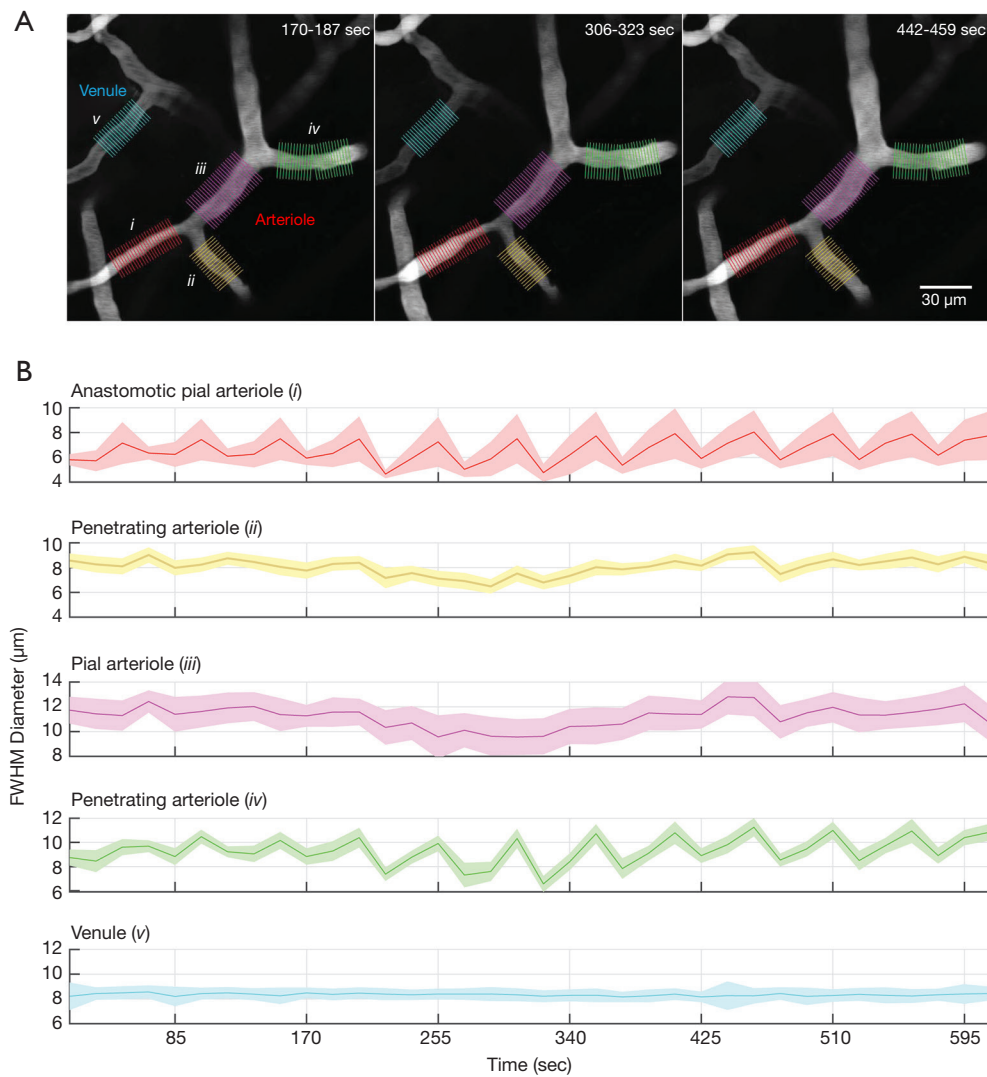 A
170-187 sec
306-323 sec
442-459 sec
Venule
v
iv
iii
i
Arteriole
ii
30 µm
B
Anastomotic pial arteriole (i)
10
8
6
4
Penetrating arteriole (ii)
10
8
6
4
Pial arteriole (iii)
14
12
10
8
Penetrating arteriole (iv)
12
10
8
6
Venule (v)
12
10
8
6
FWHM Diameter (µm)
85 170 255 340 425 510 595
Time (sec)